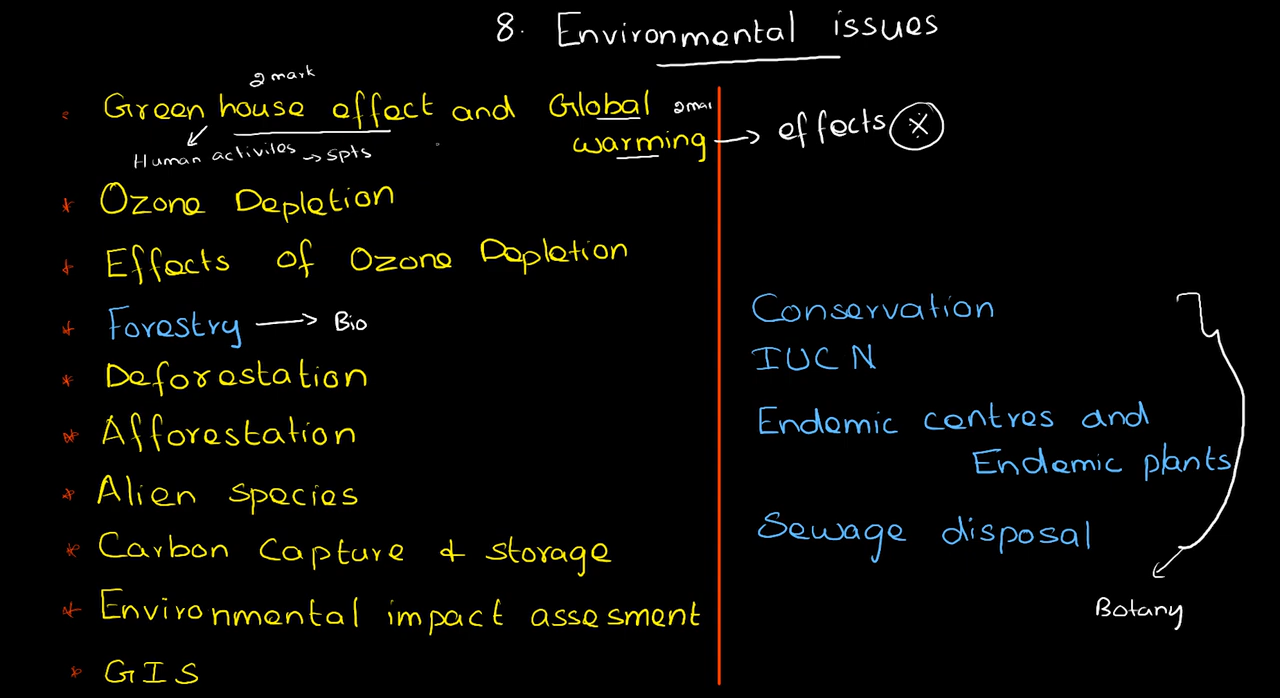 8. Environmental issues
2 mark
Green house effect and Global 2mar
warming → effects ⊗
Human activites → 5pts
* Ozone Depletion
* Effects of Ozone Depletion
* Forestry → Bio
* Deforestation
* Afforestation
* Alien species
* Carbon capture & storage
* Environmental impact assesment
* GIS
Conservation
IUCN
Endemic centres and
Endemic plants
Sewage disposal
Botany